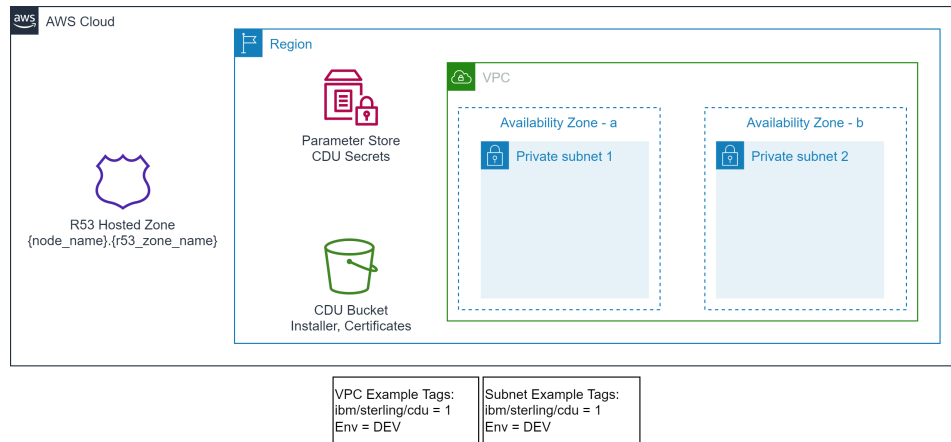 aws
AWS Cloud
Region
Parameter Store
CDU Secrets
VPC
Availability Zone - a
Private subnet 1
Availability Zone - b
Private subnet 2
R53 Hosted Zone
{node_name}.{r53_zone_name}
CDU Bucket
Installer, Certificates
VPC Example Tags:
ibm/sterling/cdu = 1
Env = DEV
Subnet Example Tags:
ibm/sterling/cdu = 1
Env = DEV